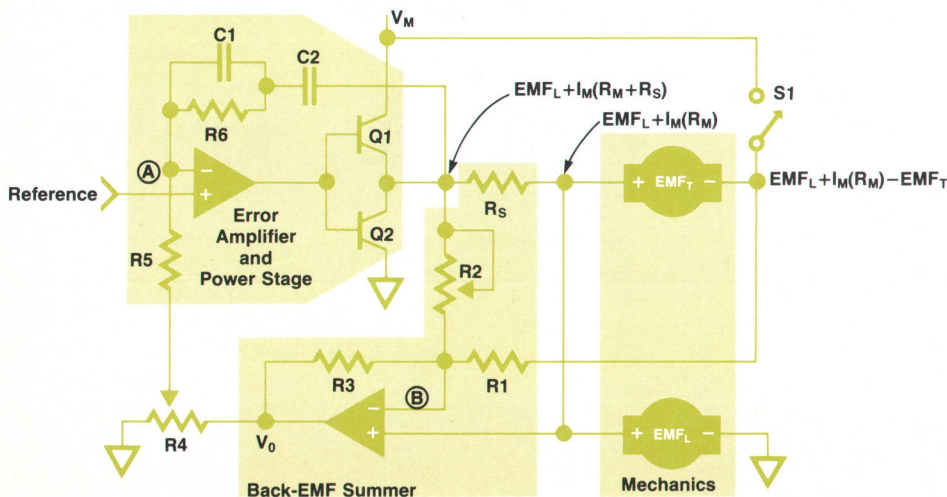 V_M
C1
C2
R6
Q1
EMF_L+I_M(R_M+R_S)
S1
EMF_L+I_M(R_M)
A
−
+
Reference
+ EMF_T −
EMF_L+I_M(R_M)−EMF_T
R_S
Error
Amplifier
and
Power Stage
Q2
R5
R2
R3
R1
B
−
+
R4
V_0
+ EMF_L −
Back-EMF Summer
Mechanics